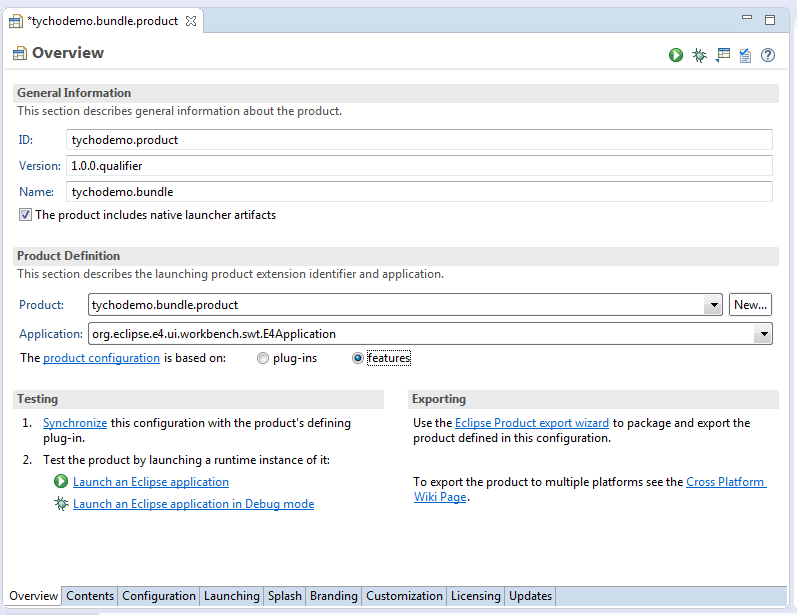 *tychodemo.bundle.product
Overview
General Information
This section describes general information about the product.
ID: tychodemo.product
Version: 1.0.0.qualifier
Name: tychodemo.bundle
The product includes native launcher artifacts
Product Definition
This section describes the launching product extension identifier and application.
Product: tychodemo.bundle.product New...
Application: org.eclipse.e4.ui.workbench.swt.E4Application
The product configuration is based on: plug-ins features
Testing
1. Synchronize this configuration with the product's defining
plug-in.
2. Test the product by launching a runtime instance of it:
Launch an Eclipse application
Launch an Eclipse application in Debug mode
Exporting
Use the Eclipse Product export wizard to package and export the
product defined in this configuration.
To export the product to multiple platforms see the Cross Platform
Wiki Page.
Overview Contents Configuration Launching Splash Branding Customization Licensing Updates